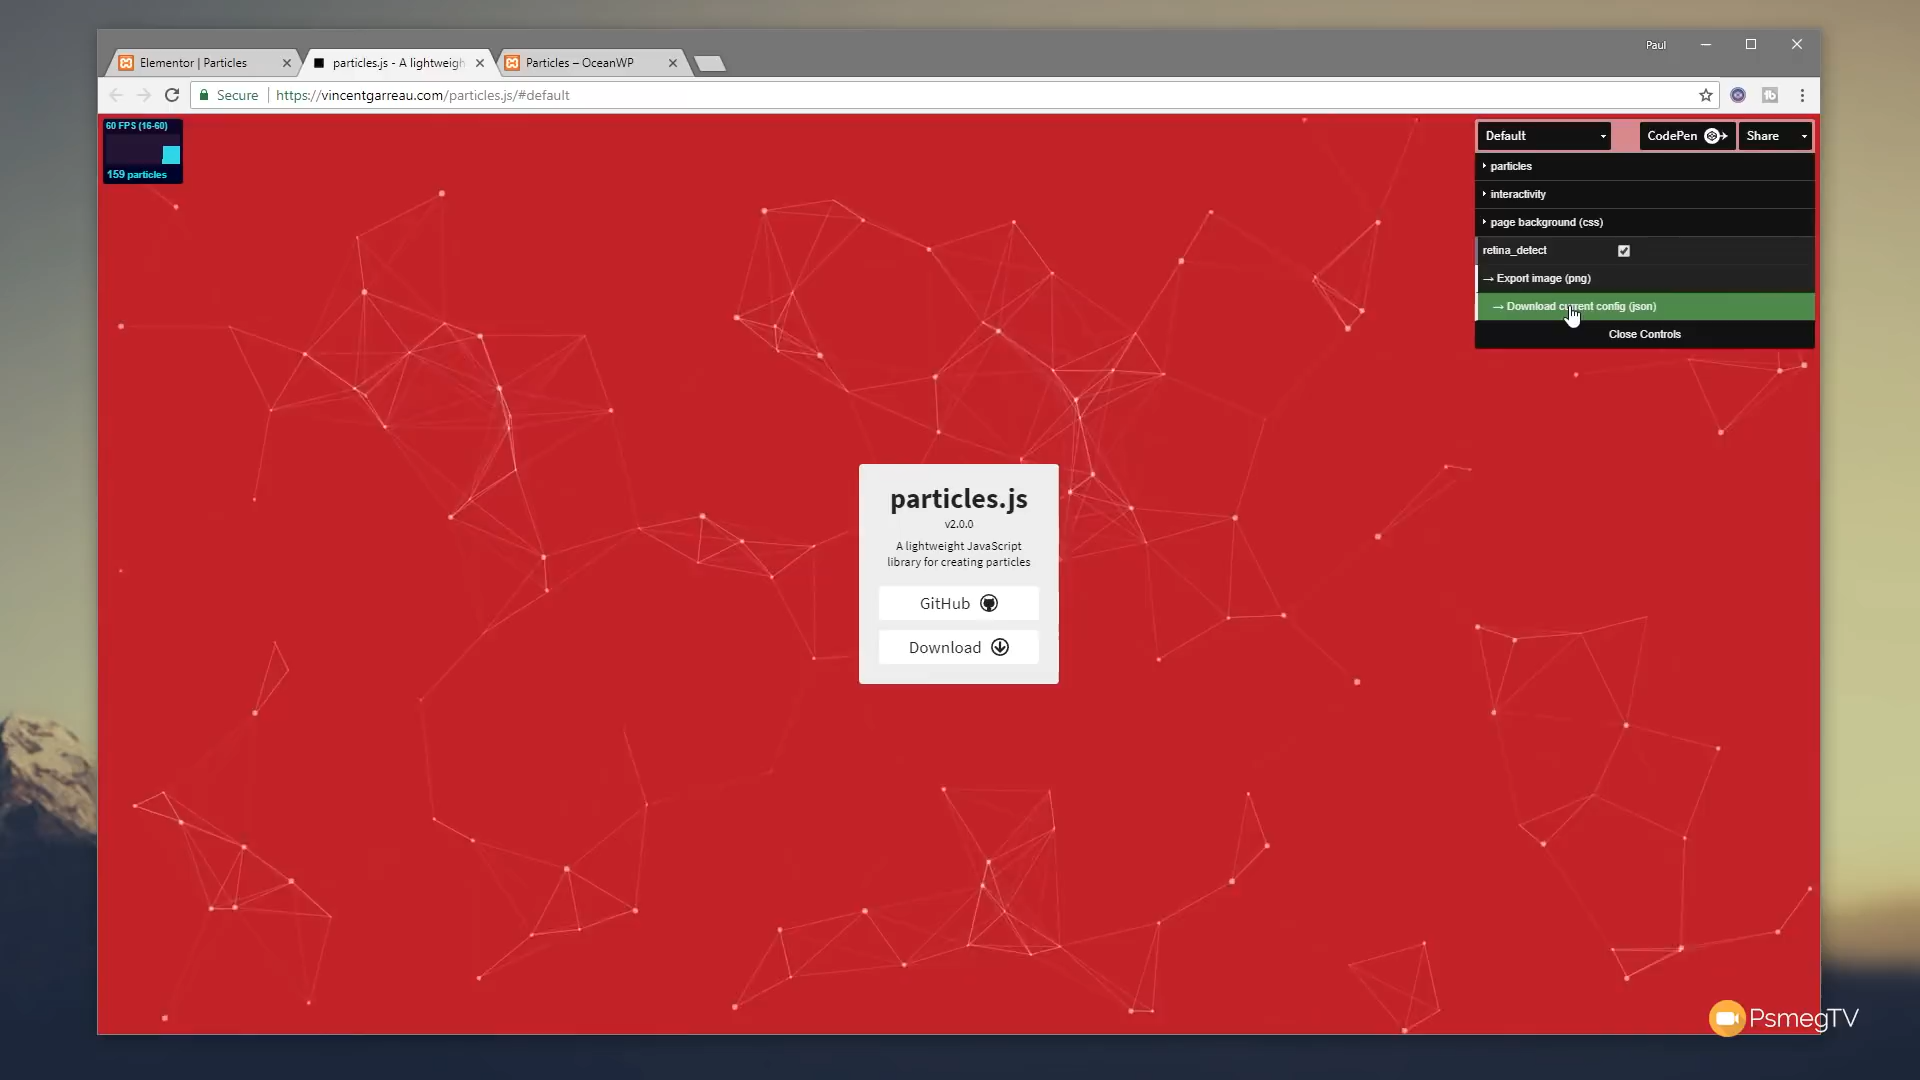 Paul
Elementor | Particles
particles.js - A lightweigh
Particles – OceanWP
Secure
https://vincentgarreau.com/particles.js/#default
60 FPS (16-60)
159 particles
Default
CodePen
Share
particles
interactivity
page background (css)
retina_detect
→ Export image (png)
→ Download current config (json)
Close Controls
particles.js
v2.0.0
A lightweight JavaScript
library for creating particles
GitHub
Download
PsmegTV